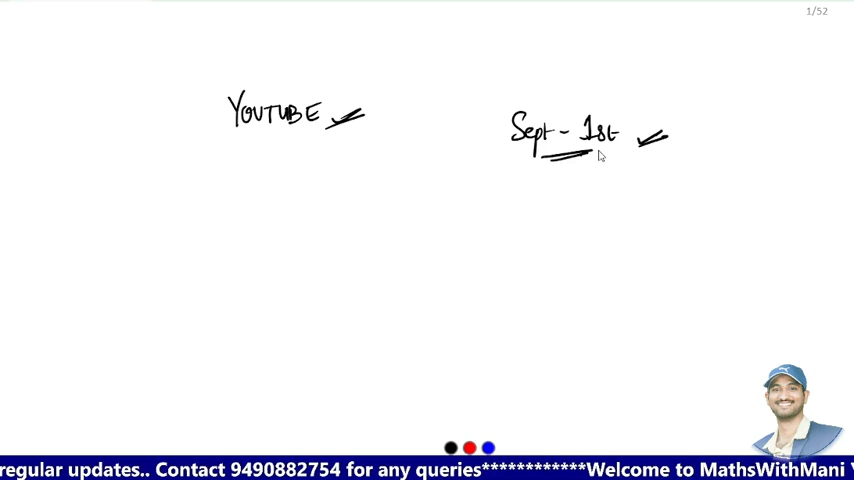 1/52
YOUTUBE
Sept - 1st
regular updates.. Contact 9490882754 for any queries************Welcome to MathsWithMani Y